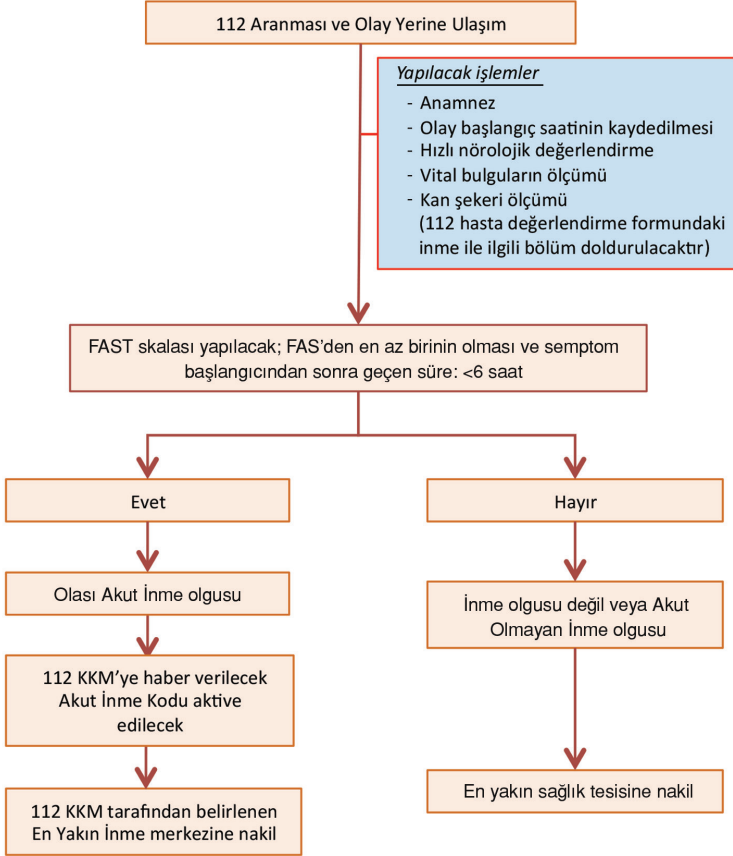 112 Aranması ve Olay Yerine Ulaşım
Yapılacak işlemler
- Anamnez
- Olay başlangıç saatinin kaydedilmesi
- Hızlı nörolojik değerlendirme
- Vital bulguların ölçümü
- Kan şekeri ölçümü
(112 hasta değerlendirme formundaki
inme ile ilgili bölüm doldurulacaktır)
FAST skalası yapılacak; FAS’den en az birinin olması ve semptom
başlangıcından sonra geçen süre: <6 saat
Evet
Olası Akut İnme olgusu
112 KKM’ye haber verilecek
Akut İnme Kodu aktive
edilecek
112 KKM tarafından belirlenen
En Yakın İnme merkezine nakil
Hayır
İnme olgusu değil veya Akut
Olmayan İnme olgusu
En yakın sağlık tesisine nakil